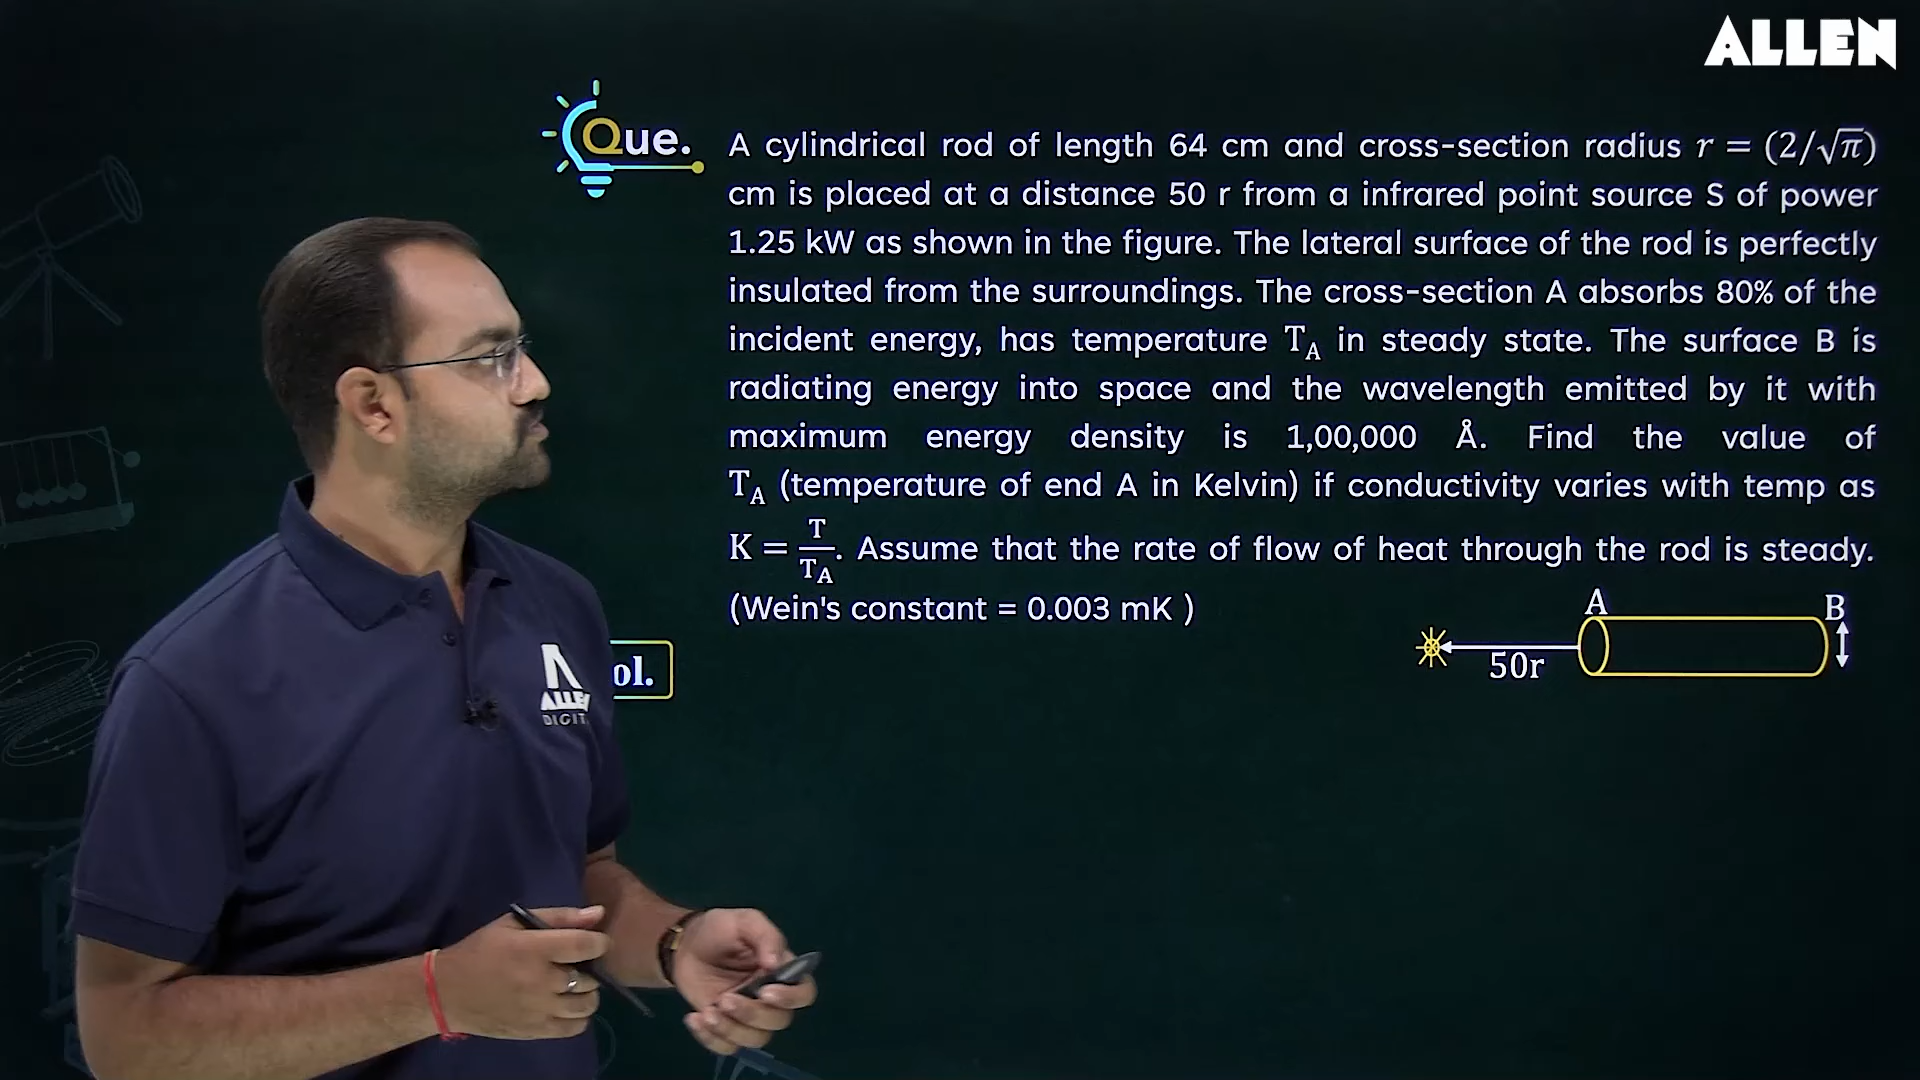 ALLEN
Que.
A cylindrical rod of length 64 cm and cross-section radius r = (2/√π)
cm is placed at a distance 50 r from a infrared point source S of power
1.25 kW as shown in the figure. The lateral surface of the rod is perfectly
insulated from the surroundings. The cross-section A absorbs 80% of the
incident energy, has temperature T_A in steady state. The surface B is
radiating energy into space and the wavelength emitted by it with
maximum energy density is 1,00,000 Å. Find the value of
T_A (temperature of end A in Kelvin) if conductivity varies with temp as
K = T/T_A. Assume that the rate of flow of heat through the rod is steady.
(Wein's constant = 0.003 mK )
A B
50r
ol.
ALLEN
DIGIT